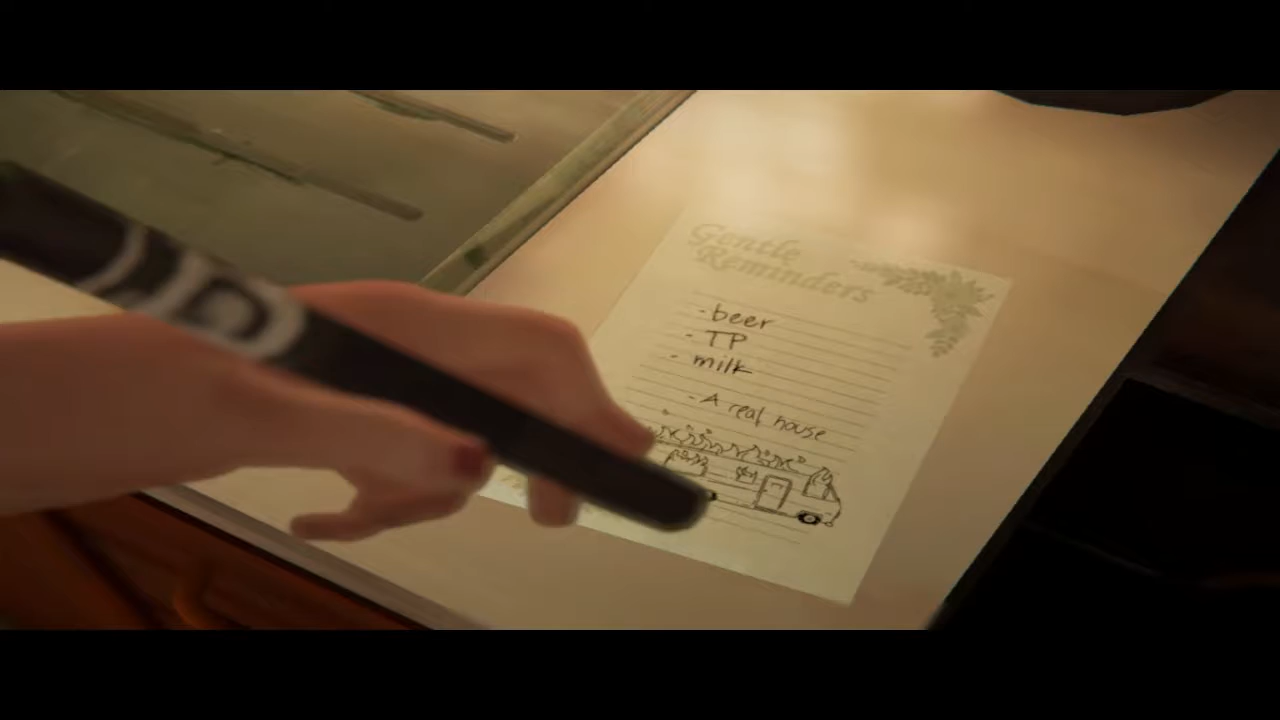 Gentle
Reminders
- beer
- TP
- milk
- A real house